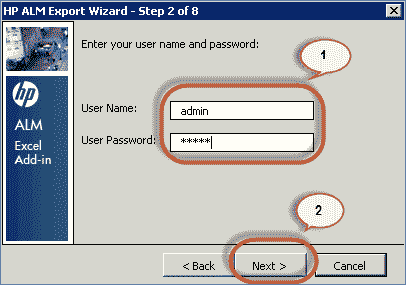 HP ALM Export Wizard - Step 2 of 8
Enter your user name and password:
1
hp
ALM
Excel
Add-in
User Name:
admin
User Password:
*****
2
< Back
Next >
Cancel